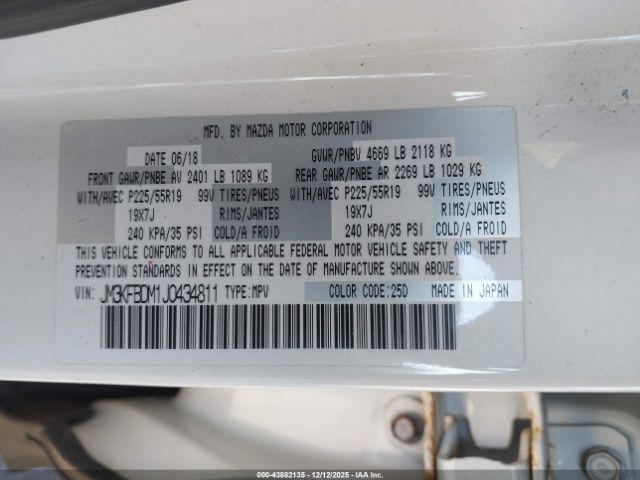 MFD. BY MAZDA MOTOR CORPORATION
DATE 06/18 GVWR/PNBV 4669 LB 2118 KG
FRONT GAWR/PNBE AV 2401 LB 1089 KG REAR GAWR/PNBE AR 2269 LB 1029 KG
WITH/AVEC P225/55R19 99V TIRES/PNEUS WITH/AVEC P225/55R19 99V TIRES/PNEUS
19X7J RIMS/JANTES 19X7J RIMS/JANTES
240 KPA/35 PSI COLD/A FROID 240 KPA/35 PSI COLD/A FROID
THIS VEHICLE CONFORMS TO ALL APPLICABLE FEDERAL MOTOR VEHICLE SAFETY AND THEFT
PREVENTION STANDARDS IN EFFECT ON THE DATE OF MANUFACTURE SHOWN ABOVE.
VIN: JM3KFBDM1J0434811 TYPE:MPV COLOR CODE:25D MADE IN JAPAN
000-43882135 - 12/12/2025 - IAAI.COM